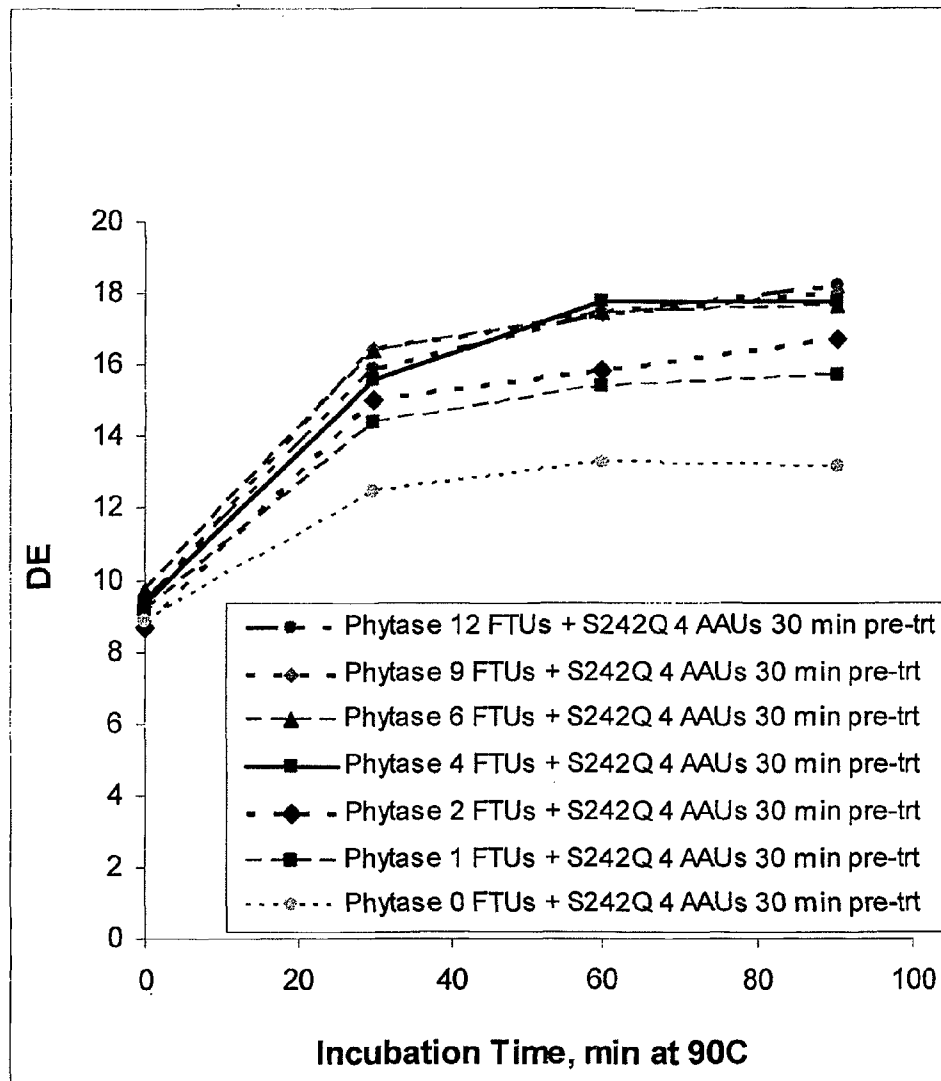 20
18
16
14
12
10
8
6
4
2
0
DE
Phytase 12 FTUs + S242Q 4 AAUs 30 min pre-trt
Phytase 9 FTUs + S242Q 4 AAUs 30 min pre-trt
Phytase 6 FTUs + S242Q 4 AAUs 30 min pre-trt
Phytase 4 FTUs + S242Q 4 AAUs 30 min pre-trt
Phytase 2 FTUs + S242Q 4 AAUs 30 min pre-trt
Phytase 1 FTUs + S242Q 4 AAUs 30 min pre-trt
Phytase 0 FTUs + S242Q 4 AAUs 30 min pre-trt
0 20 40 60 80 100
Incubation Time, min at 90C